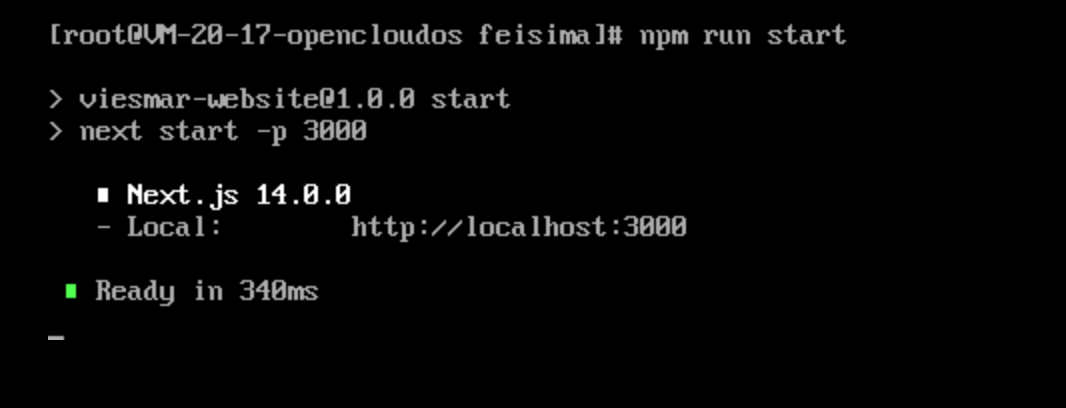 [root@VM-20-17-opencloudos feisima]# npm run start
> viesmar-website@1.0.0 start
> next start -p 3000
∎ Next.js 14.0.0
- Local: http://localhost:3000
∎ Ready in 340ms